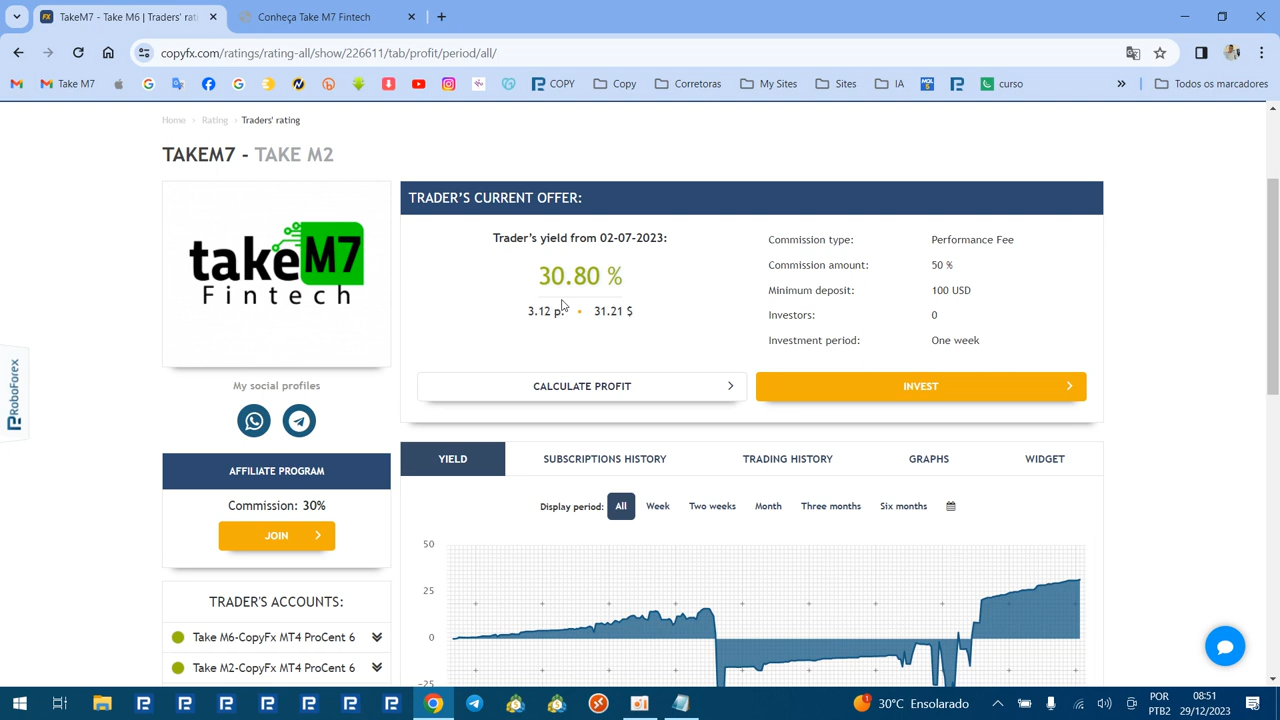 TakeM7 - Take M6 | Traders' rat
Conheça Take M7 Fintech
copyfx.com/ratings/rating-all/show/226611/tab/profit/period/all/
Take M7
COPY
Copy
Corretoras
My Sites
Sites
IA
curso
Todos os marcadores
Home > Rating > Traders' rating
TAKEM7 - TAKE M2
takeM7
Fintech
My social profiles
AFFILIATE PROGRAM
Commission: 30%
JOIN
TRADER'S ACCOUNTS:
Take M6-CopyFx MT4 ProCent 6
Take M2-CopyFx MT4 ProCent 6
RoboForex
TRADER'S CURRENT OFFER:
Trader's yield from 02-07-2023:
30.80 %
3.12 p. • 31.21 $
Commission type: Performance Fee
Commission amount: 50 %
Minimum deposit: 100 USD
Investors: 0
Investment period: One week
CALCULATE PROFIT
INVEST
YIELD SUBSCRIPTIONS HISTORY TRADING HISTORY GRAPHS WIDGET
Display period: All Week Two weeks Month Three months Six months
50
25
0
-25
30°C Ensolarado
POR
PTB2
08:51
29/12/2023